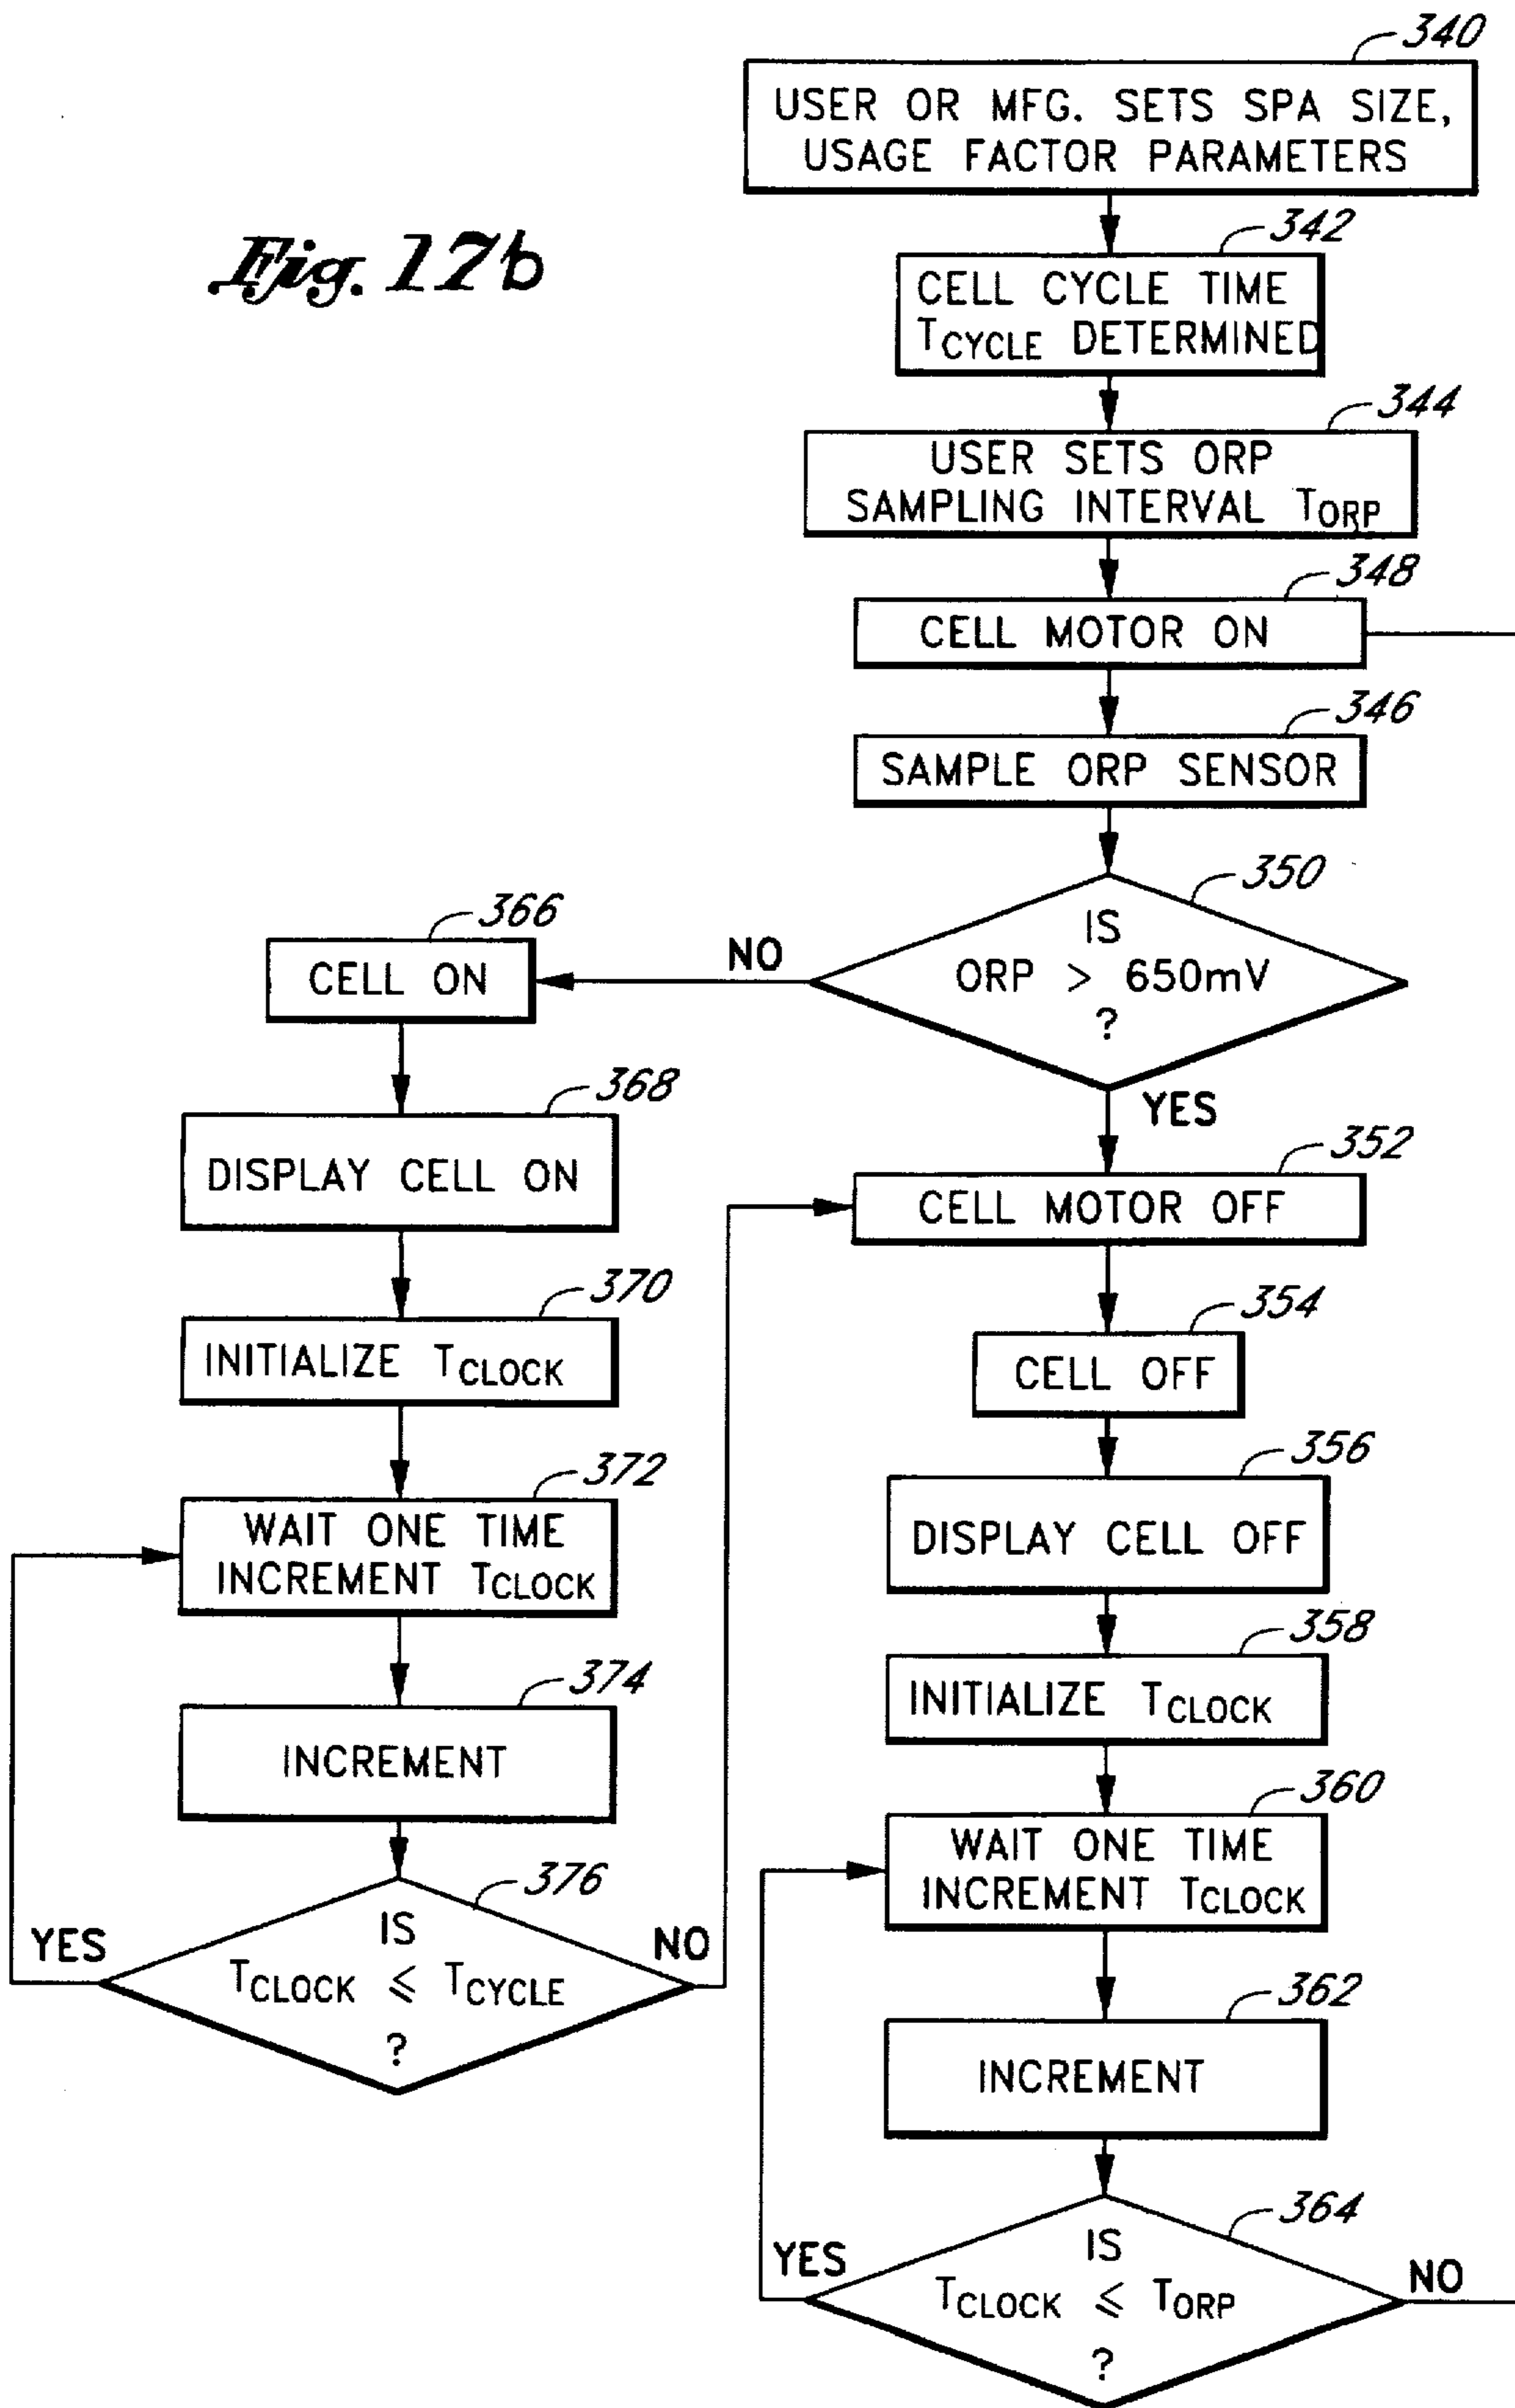 Fig. 17b
340
USER OR MFG. SETS SPA SIZE,
USAGE FACTOR PARAMETERS
342
CELL CYCLE TIME
TCYCLE DETERMINED
344
USER SETS ORP
SAMPLING INTERVAL TORP
348
CELL MOTOR ON
346
SAMPLE ORP SENSOR
350
IS
ORP > 650mV
?
NO
YES
366
CELL ON
368
DISPLAY CELL ON
370
INITIALIZE TCLOCK
372
WAIT ONE TIME
INCREMENT TCLOCK
374
INCREMENT
376
IS
TCLOCK ⩽ TCYCLE
?
YES
NO
352
CELL MOTOR OFF
354
CELL OFF
356
DISPLAY CELL OFF
358
INITIALIZE TCLOCK
360
WAIT ONE TIME
INCREMENT TCLOCK
362
INCREMENT
364
IS
TCLOCK ⩽ TORP
?
YES
NO